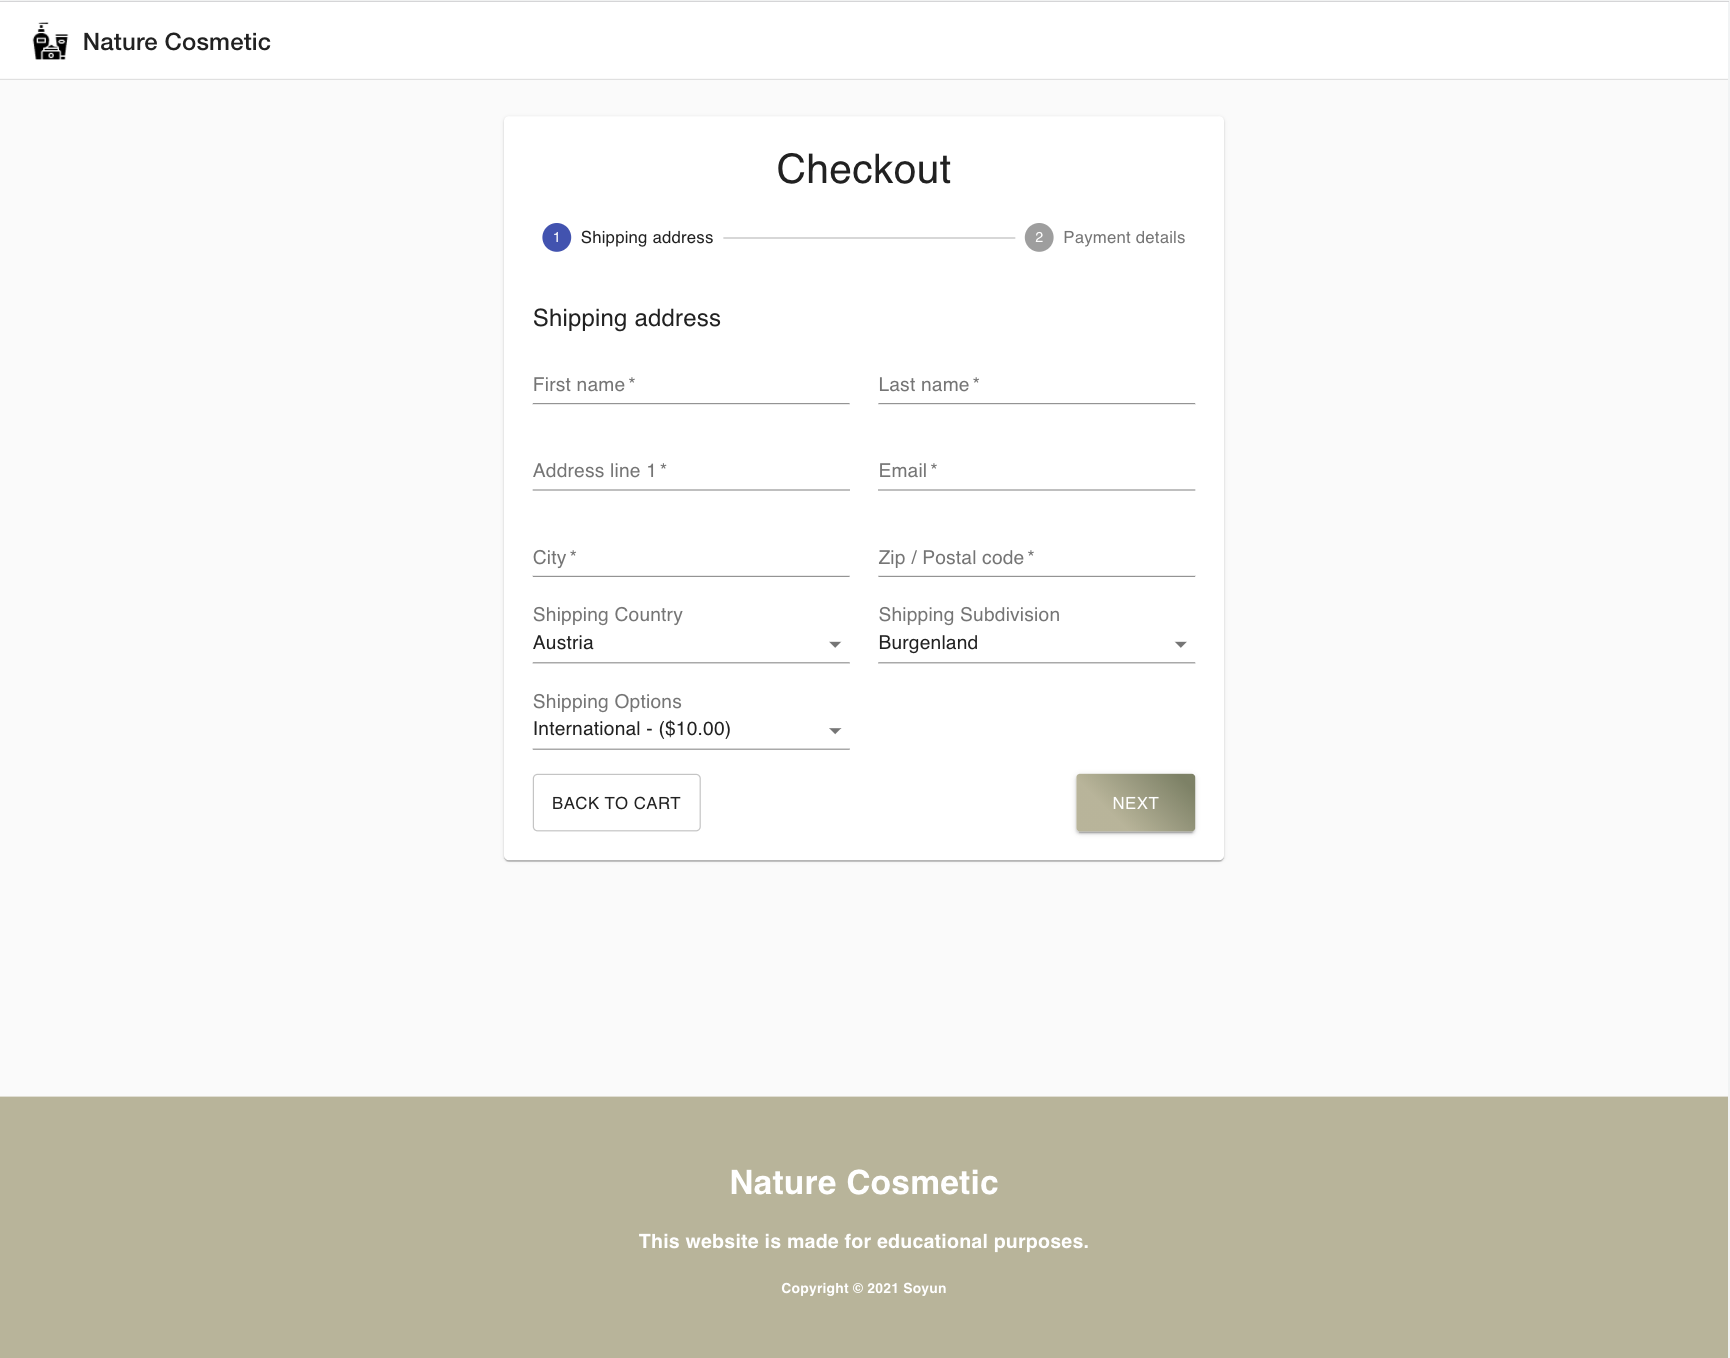 Nature Cosmetic
Checkout
1 Shipping address 2 Payment details
Shipping address
First name * Last name *
Address line 1 * Email *
City * Zip / Postal code *
Shipping Country Shipping Subdivision
Austria Burgenland
Shipping Options
International - ($10.00)
BACK TO CART NEXT
Nature Cosmetic
This website is made for educational purposes.
Copyright © 2021 Soyun